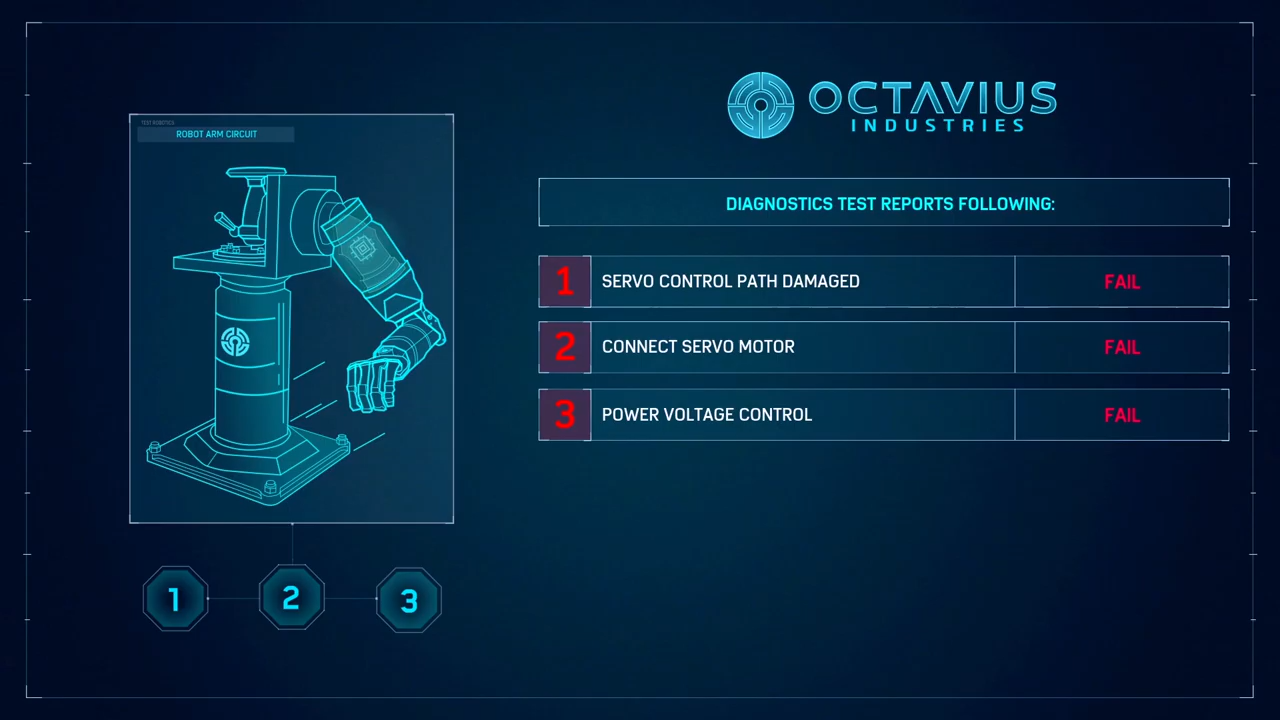 OCTAVIUS
INDUSTRIES
TEST ROBOTICS
ROBOT ARM CIRCUIT
DIAGNOSTICS TEST REPORTS FOLLOWING:
1 SERVO CONTROL PATH DAMAGED FAIL
2 CONNECT SERVO MOTOR FAIL
3 POWER VOLTAGE CONTROL FAIL
1 2 3